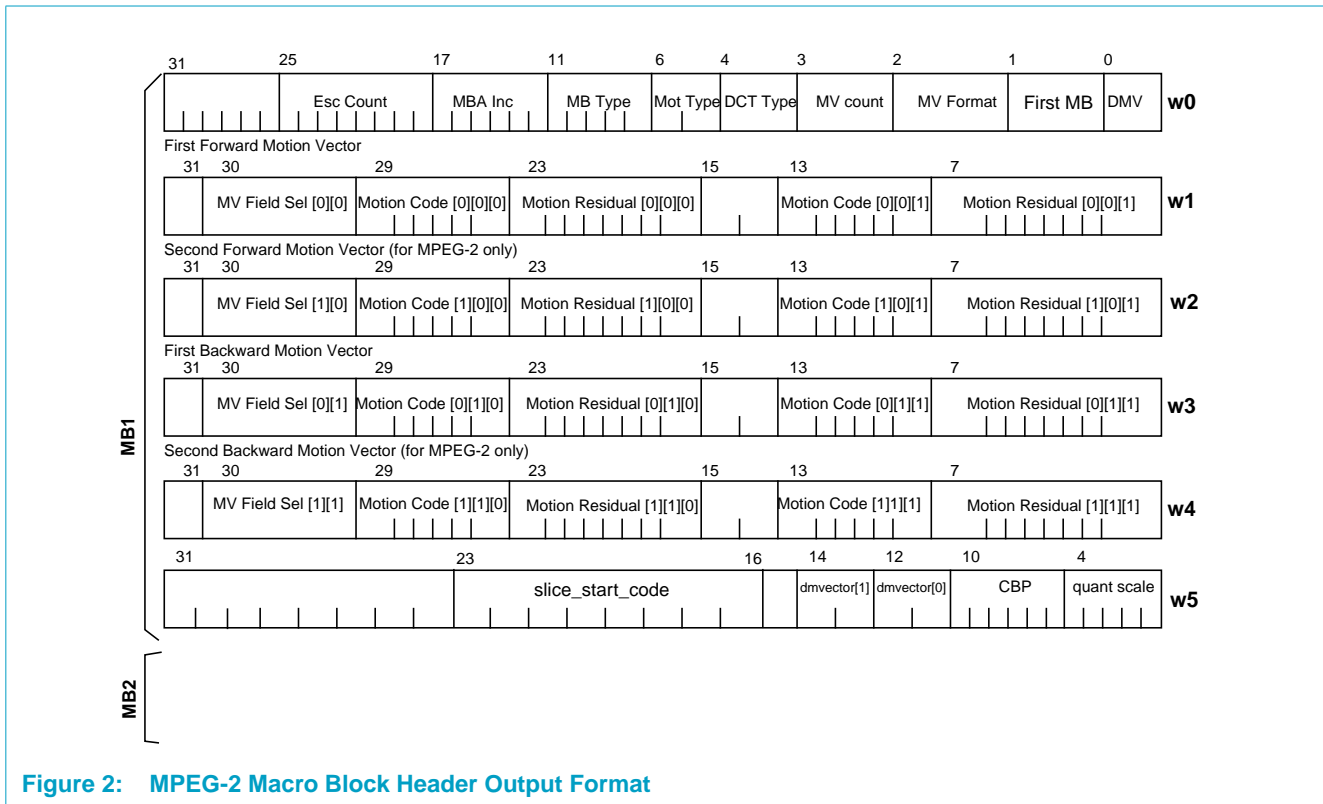 31 25 17 11 6 4 3 2 1 0
Esc Count MBA Inc MB Type Mot Type DCT Type MV count MV Format First MB DMV w0
First Forward Motion Vector
31 30 29 23 15 13 7
MV Field Sel [0][0] Motion Code [0][0][0] Motion Residual [0][0][0] Motion Code [0][0][1] Motion Residual [0][0][1] w1
Second Forward Motion Vector (for MPEG-2 only)
31 30 29 23 15 13 7
MV Field Sel [1][0] Motion Code [1][0][0] Motion Residual [1][0][0] Motion Code [1][0][1] Motion Residual [1][0][1] w2
First Backward Motion Vector
31 30 29 23 15 13 7
MV Field Sel [0][1] Motion Code [0][1][0] Motion Residual [0][1][0] Motion Code [0][1][1] Motion Residual [0][1][1] w3
Second Backward Motion Vector (for MPEG-2 only)
31 30 29 23 15 13 7
MV Field Sel [1][1] Motion Code [1][1][0] Motion Residual [1][1][0] Motion Code [1]1][1] Motion Residual [1][1][1] w4
31 23 16 14 12 10 4
slice_start_code dmvector[1] dmvector[0] CBP quant scale w5
MB1
MB2
Figure 2: MPEG-2 Macro Block Header Output Format